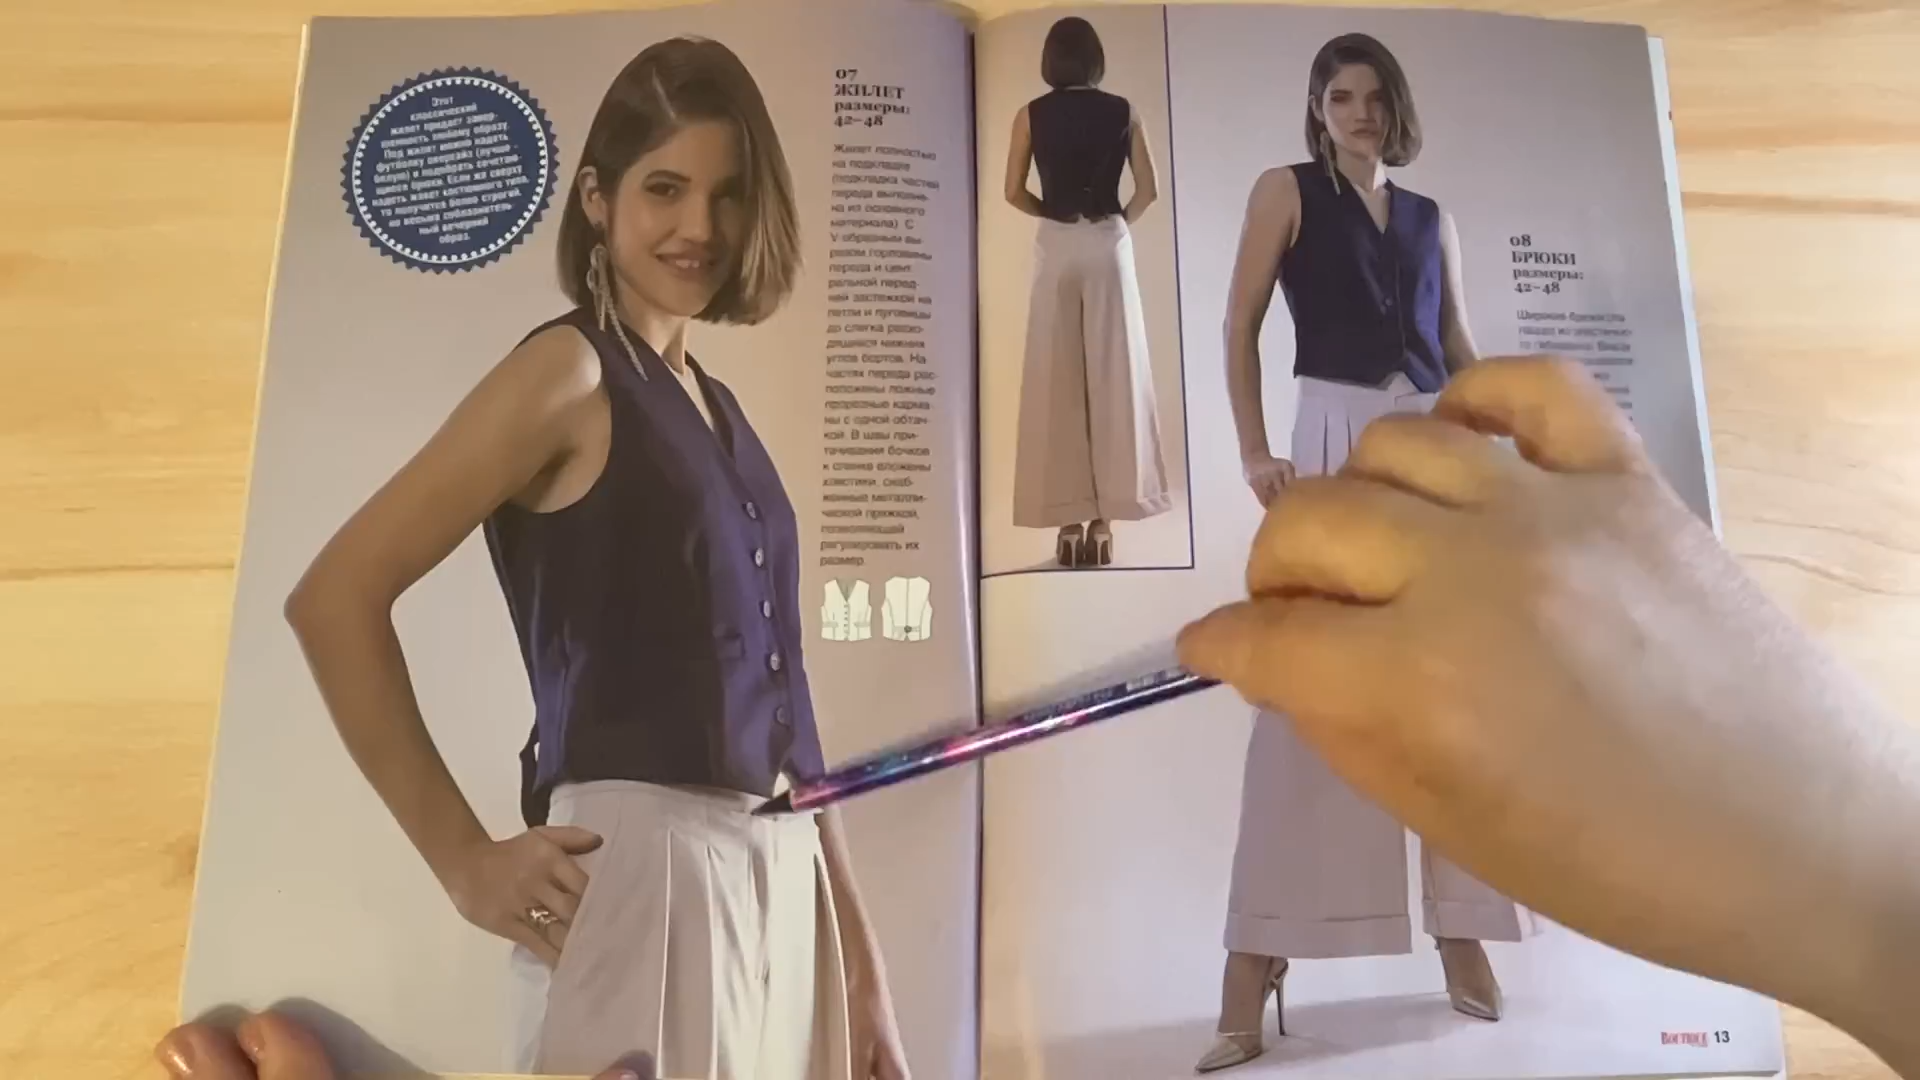 Этот
классический
жилет придает завер-
шенность любому образу.
Под жилет можно надеть
футболку оверсайз (лучше -
белую) и подобрать сочетаю-
щиеся брюки. Если же сверху
надеть жакет костюмного типа,
то получится более строгий,
но весьма соблазнитель-
ный вечерний
образ.
07
ЖИЛЕТ
размеры:
42–48
Жилет полностью
на подкладке
(подкладка частей
переда выполне-
на из основного
материала). С
V-образным вы-
резом горловины
переда и цент-
ральной перед-
ней застежкой на
петли и пуговицы
до слегка расхо-
дящихся нижних
углов бортов. На
частях переда рас-
положены ложные
прорезные карма-
ны с одной обтач-
кой. В швы при-
тачивания бочков
к спинке вложены
хлястики, снаб-
женные металли-
ческой пряжкой,
позволяющей
регулировать их
размер.
08
БРЮКИ
размеры:
42–48
Широкие брюки
BOUTIQUE 13